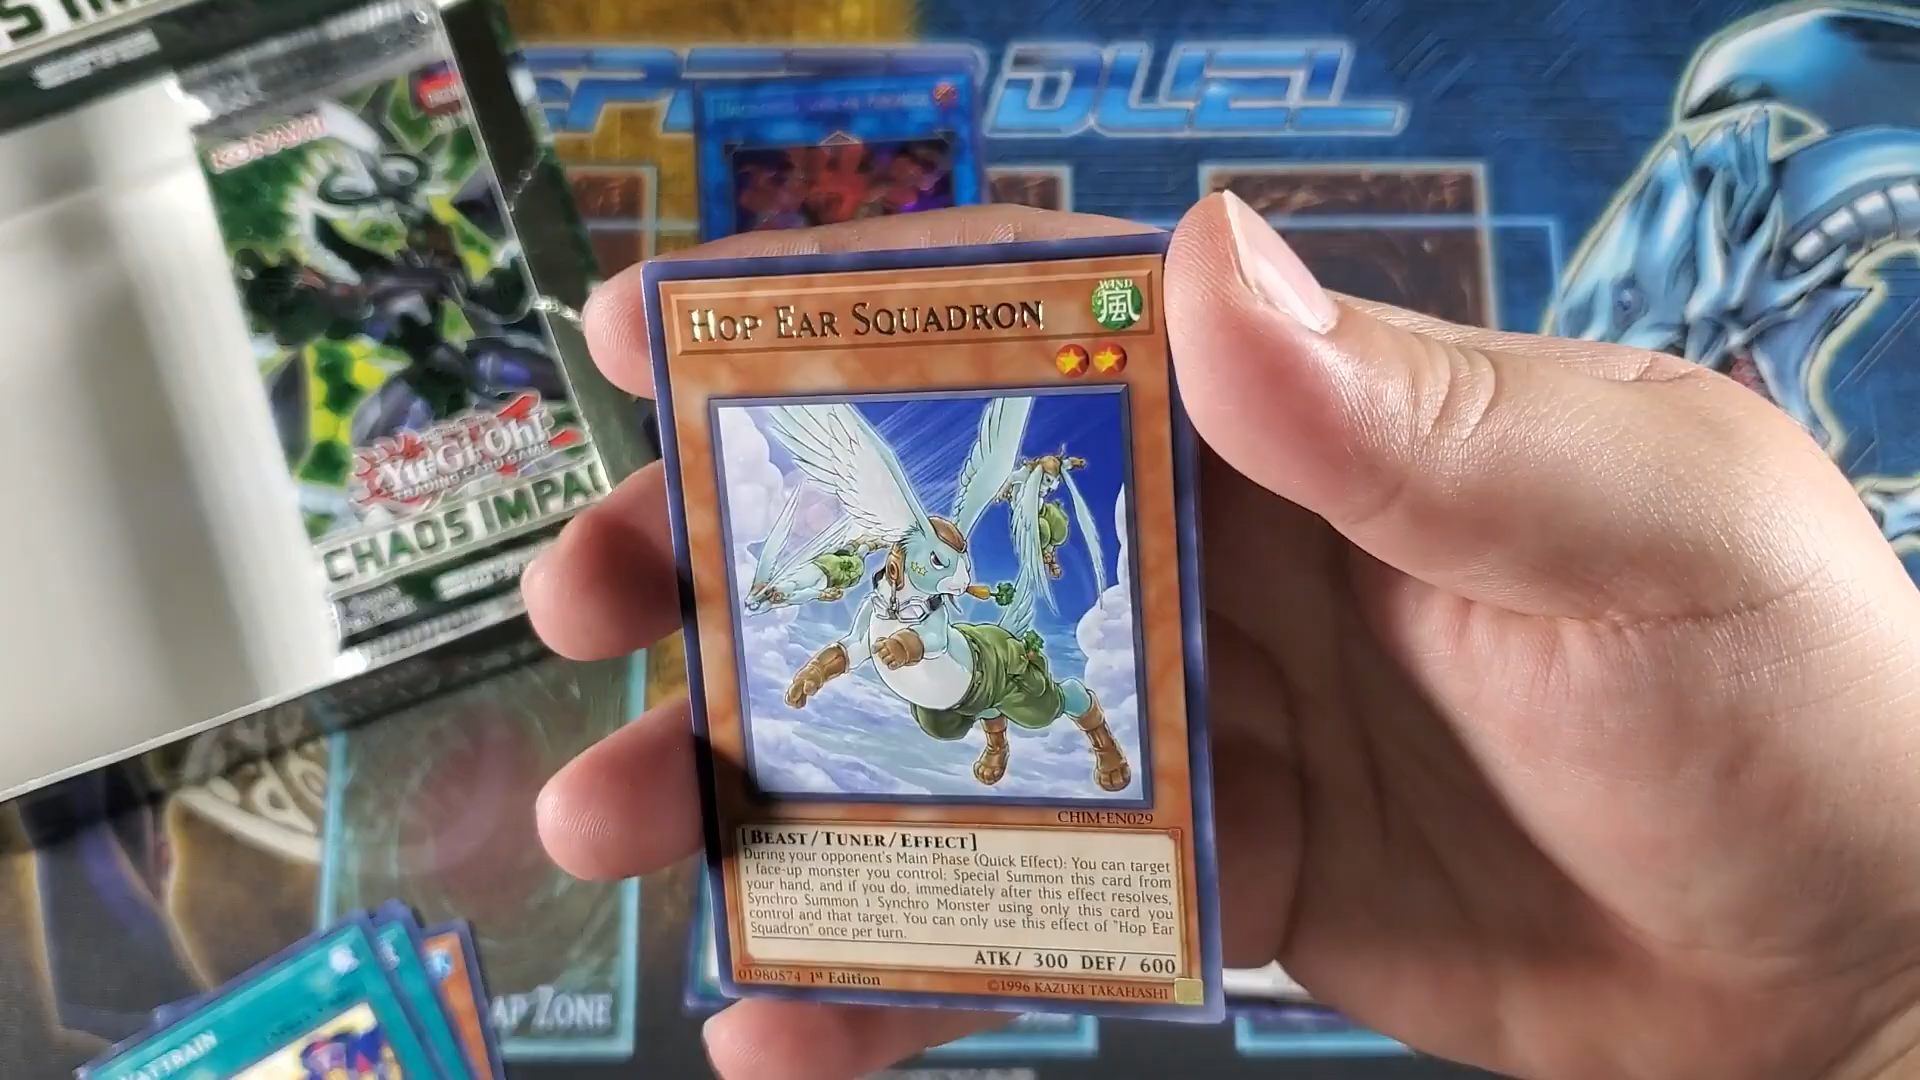 DUEL
KONAMI
Yu-Gi-Oh!
TRADING CARD GAME
CHAOS IMPA
HOP EAR SQUADRON
WIND
風
CHIM-EN029
[BEAST/TUNER/EFFECT]
During your opponent's Main Phase (Quick Effect): You can target
1 face-up monster you control; Special Summon this card from
your hand, and if you do, immediately after this effect resolves,
Synchro Summon 1 Synchro Monster using only this card you
control and that target. You can only use this effect of "Hop Ear
Squadron" once per turn.
ATK/ 300 DEF/ 600
01980574 1st Edition
©1996 KAZUKI TAKAHASHI
AP ZONE